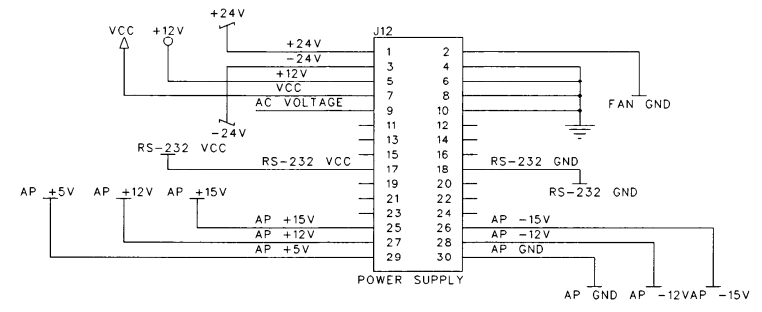 +24V
VCC +12V
J12
+24V 1 2
-24V 3 4
+12V 5 6
VCC 7 8
AC VOLTAGE 9 10
FAN GND
11 12
-24V
13 14
RS-232 VCC
15 16
RS-232 VCC 17 18 RS-232 GND
19 20
AP +5V AP +12V AP +15V
RS-232 GND
21 22
23 24
AP +15V 25 26 AP -15V
AP +12V 27 28 AP -12V
AP +5V 29 30 AP GND
POWER SUPPLY
AP GND AP -12V AP -15V